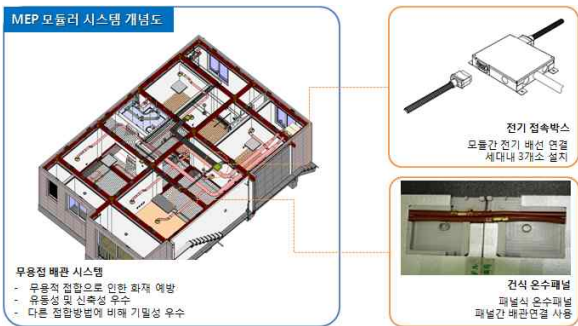 MEP 모듈러 시스템 개념도
전기 접속박스
모듈간 전기 배선 연결
세대내 3개소 설치
무용접 배관 시스템
- 무용적 접합으로 인한 화재 예방
- 유동성 및 신축성 우수
- 다른 접합방법에 비해 기밀성 우수
건식 온수패널
패널식 온수패널
패널간 배관연결 사용